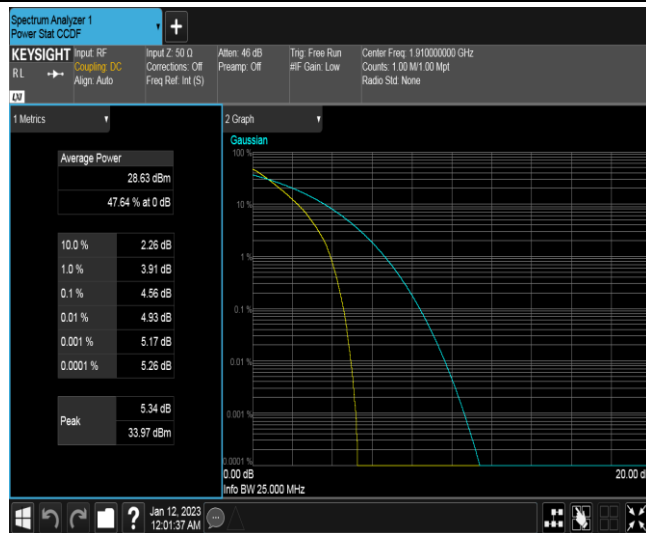 Spectrum Analyzer 1
Power Stat CCDF
+
KEYSIGHT
RL
Input: RF
Coupling: DC
Align: Auto
Input Z: 50 Ω
Corrections: Off
Freq Ref: Int (S)
Atten: 46 dB
Preamp: Off
Trig: Free Run
#IF Gain: Low
Center Freq: 1.910000000 GHz
Counts: 1.00 M/1.00 Mpt
Radio Std: None
1 Metrics
Average Power
28.63 dBm
47.64 % at 0 dB
10.0 % 2.26 dB
1.0 % 3.91 dB
0.1 % 4.56 dB
0.01 % 4.93 dB
0.001 % 5.17 dB
0.0001 % 5.26 dB
Peak
5.34 dB
33.97 dBm
2 Graph
Gaussian
100 %
10 %
1 %
0.1 %
0.01 %
0.001 %
0.0001 %
0.00 dB
20.00 d
Info BW 25.000 MHz
?
Jan 12, 2023
12:01:37 AM